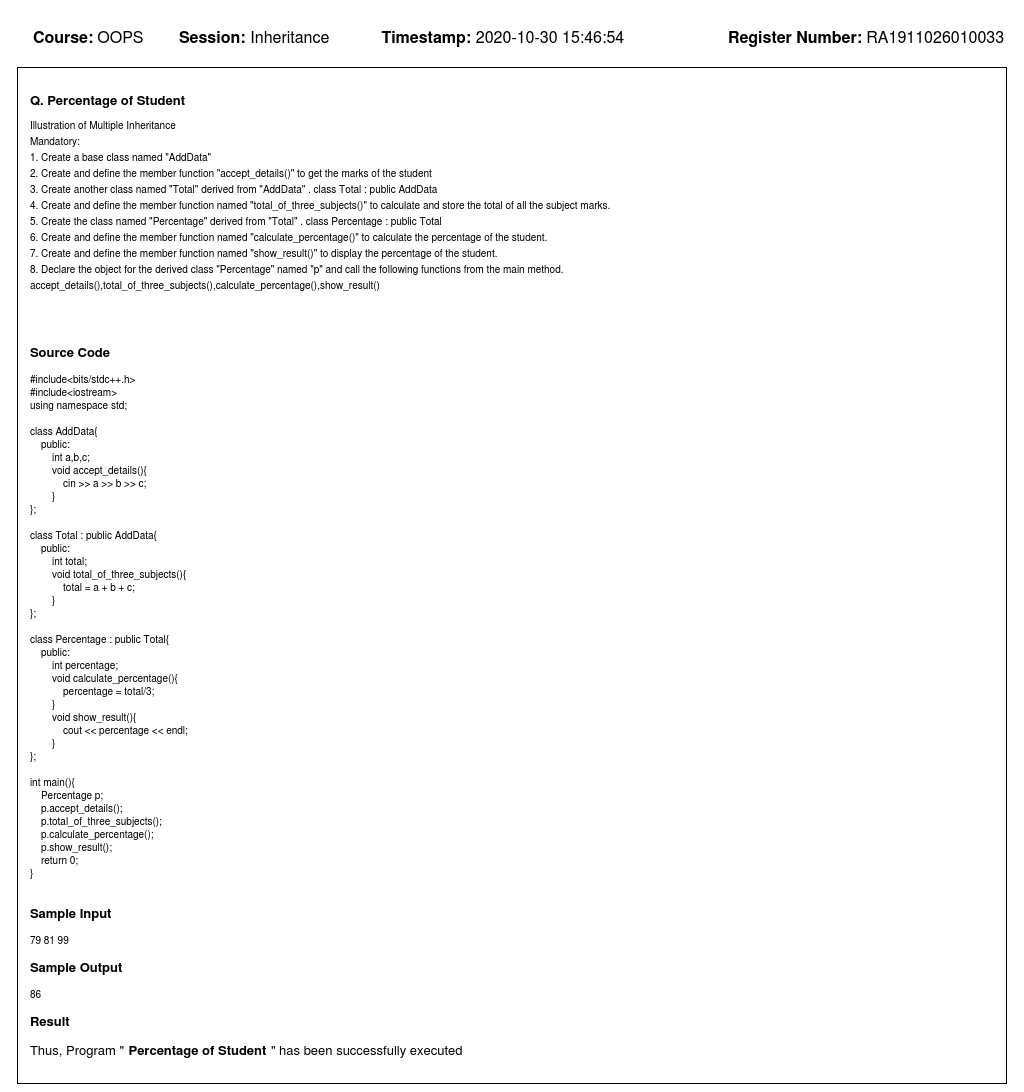 Course: OOPS Session: Inheritance Timestamp: 2020-10-30 15:46:54 Register Number: RA1911026010033
Q. Percentage of Student
Illustration of Multiple Inheritance
Mandatory:
1. Create a base class named "AddData"
2. Create and define the member function "accept_details()" to get the marks of the student
3. Create another class named "Total" derived from "AddData" . class Total : public AddData
4. Create and define the member function named "total_of_three_subjects()" to calculate and store the total of all the subject marks.
5. Create the class named "Percentage" derived from "Total" . class Percentage : public Total
6. Create and define the member function named "calculate_percentage()" to calculate the percentage of the student.
7. Create and define the member function named "show_result()" to display the percentage of the student.
8. Declare the object for the derived class "Percentage" named "p" and call the following functions from the main method.
accept_details(),total_of_three_subjects(),calculate_percentage(),show_result()
Source Code
#include<bits/stdc++.h>
#include<iostream>
using namespace std;
class AddData{
public:
int a,b,c;
void accept_details(){
cin >> a >> b >> c;
}
};
class Total : public AddData{
public:
int total;
void total_of_three_subjects(){
total = a + b + c;
}
};
class Percentage : public Total{
public:
int percentage;
void calculate_percentage(){
percentage = total/3;
}
void show_result(){
cout << percentage << endl;
}
};
int main(){
Percentage p;
p.accept_details();
p.total_of_three_subjects();
p.calculate_percentage();
p.show_result();
return 0;
}
Sample Input
79 81 99
Sample Output
86
Result
Thus, Program " Percentage of Student " has been successfully executed